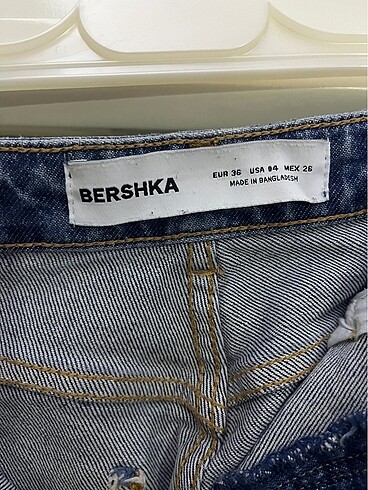 BERSHKA
EUR 36 USA 04 MEX 26
MADE IN BANGLADESH